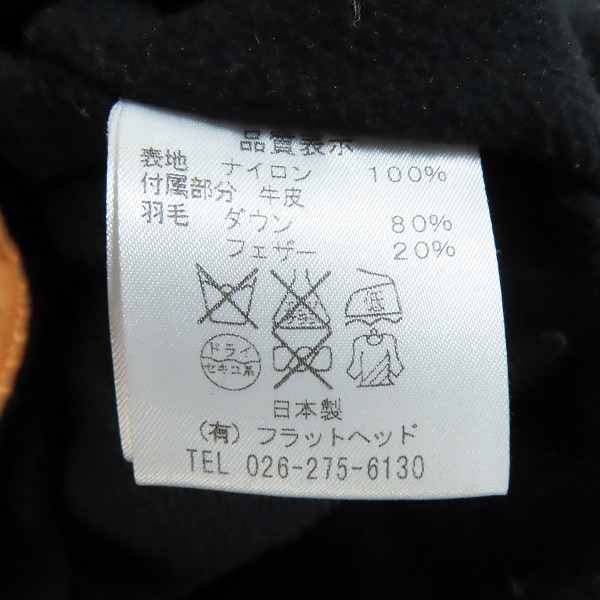 品質表示
表地 ナイロン 100%
付属部分 牛皮
羽毛 ダウン 80%
フェザー 20%
低
ドライ
セキユ系
日本製
(有)フラットヘッド
TEL 026-275-6130